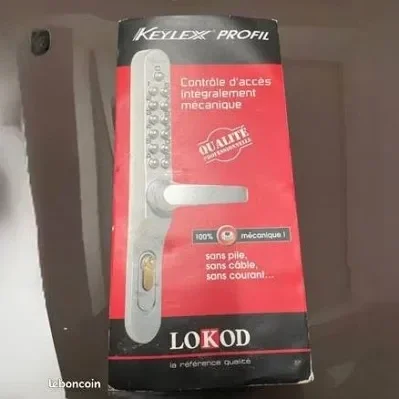 KEYLEX PROFIL
Contrôle d'accès
intégralement
mécanique
QUALITÉ
PROFESSIONNELLE
100% mécanique !
sans pile,
sans câble,
sans courant...
LOKOD
la référence qualité
leboncoin